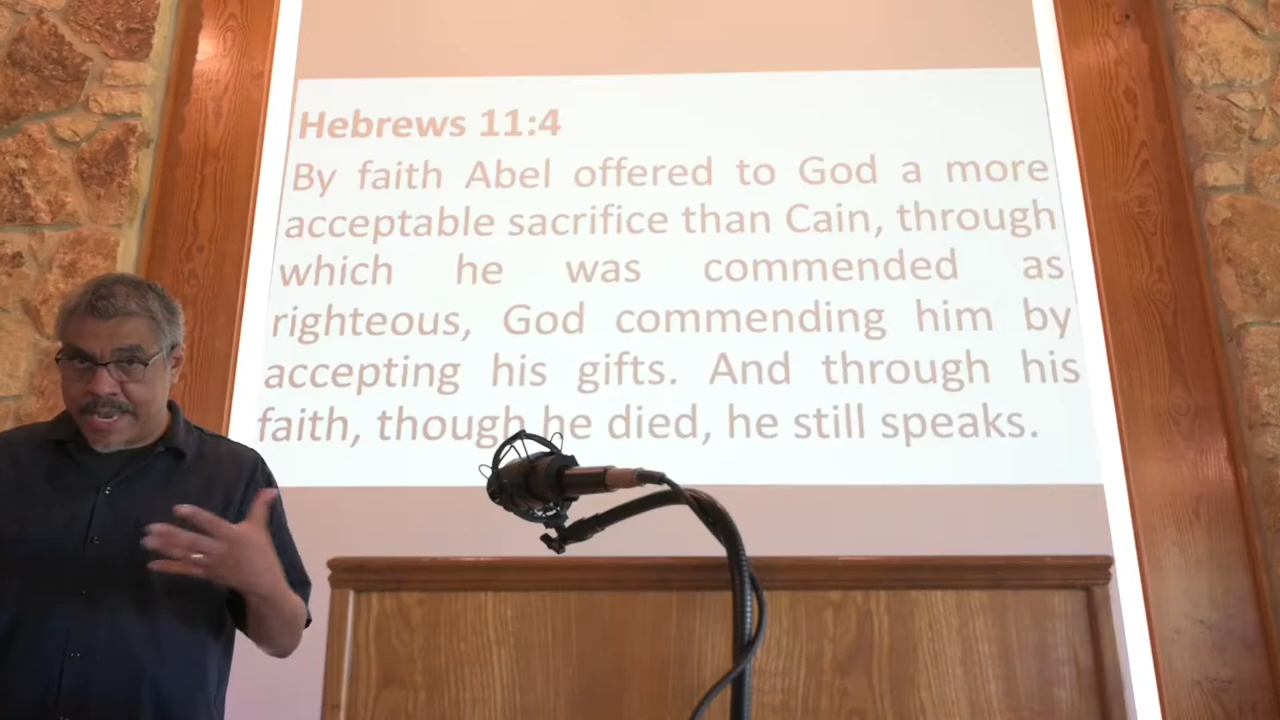 Hebrews 11:4
By faith Abel offered to God a more
acceptable sacrifice than Cain, through
which he was commended as
righteous, God commending him by
accepting his gifts. And through his
faith, though he died, he still speaks.